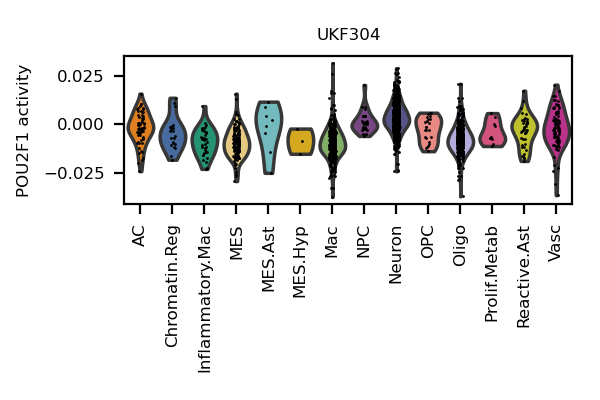 UKF304
POU2F1 activity
0.025
0.000
−0.025
AC
Chromatin.Reg
Inflammatory.Mac
MES
MES.Ast
MES.Hyp
Mac
NPC
Neuron
OPC
Oligo
Prolif.Metab
Reactive.Ast
Vasc